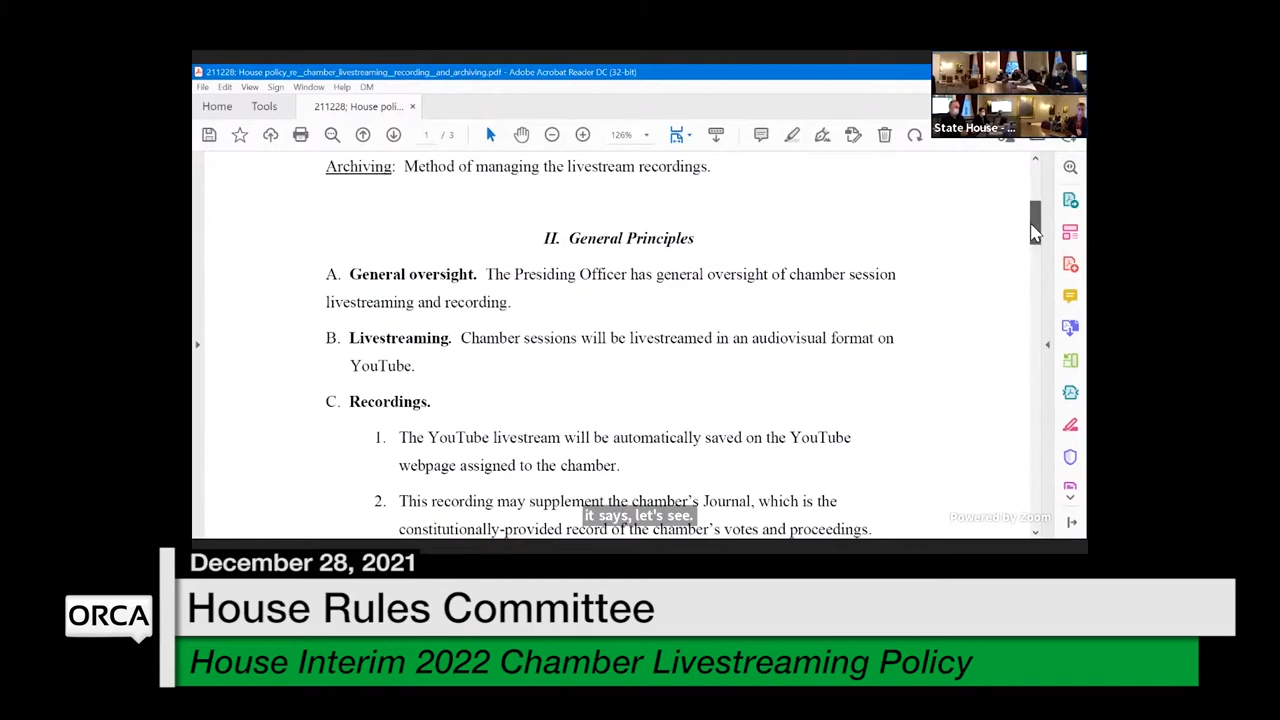 211228; House policy_re__chamber_livestreaming__recording__and_archiving.pdf - Adobe Acrobat Reader DC (32-bit)
File Edit View Sign Window Help DM
Home Tools 211228; House poli... ×
1 / 3 126%
State House - ...
Archiving: Method of managing the livestream recordings.
II. General Principles
A. General oversight. The Presiding Officer has general oversight of chamber session
livestreaming and recording.
B. Livestreaming. Chamber sessions will be livestreamed in an audiovisual format on
YouTube.
C. Recordings.
1. The YouTube livestream will be automatically saved on the YouTube
webpage assigned to the chamber.
2. This recording may supplement the chamber's Journal, which is the
it says, let's see.
constitutionally-provided record of the chamber's votes and proceedings.
Powered by Zoom
December 28, 2021
ORCA
House Rules Committee
House Interim 2022 Chamber Livestreaming Policy